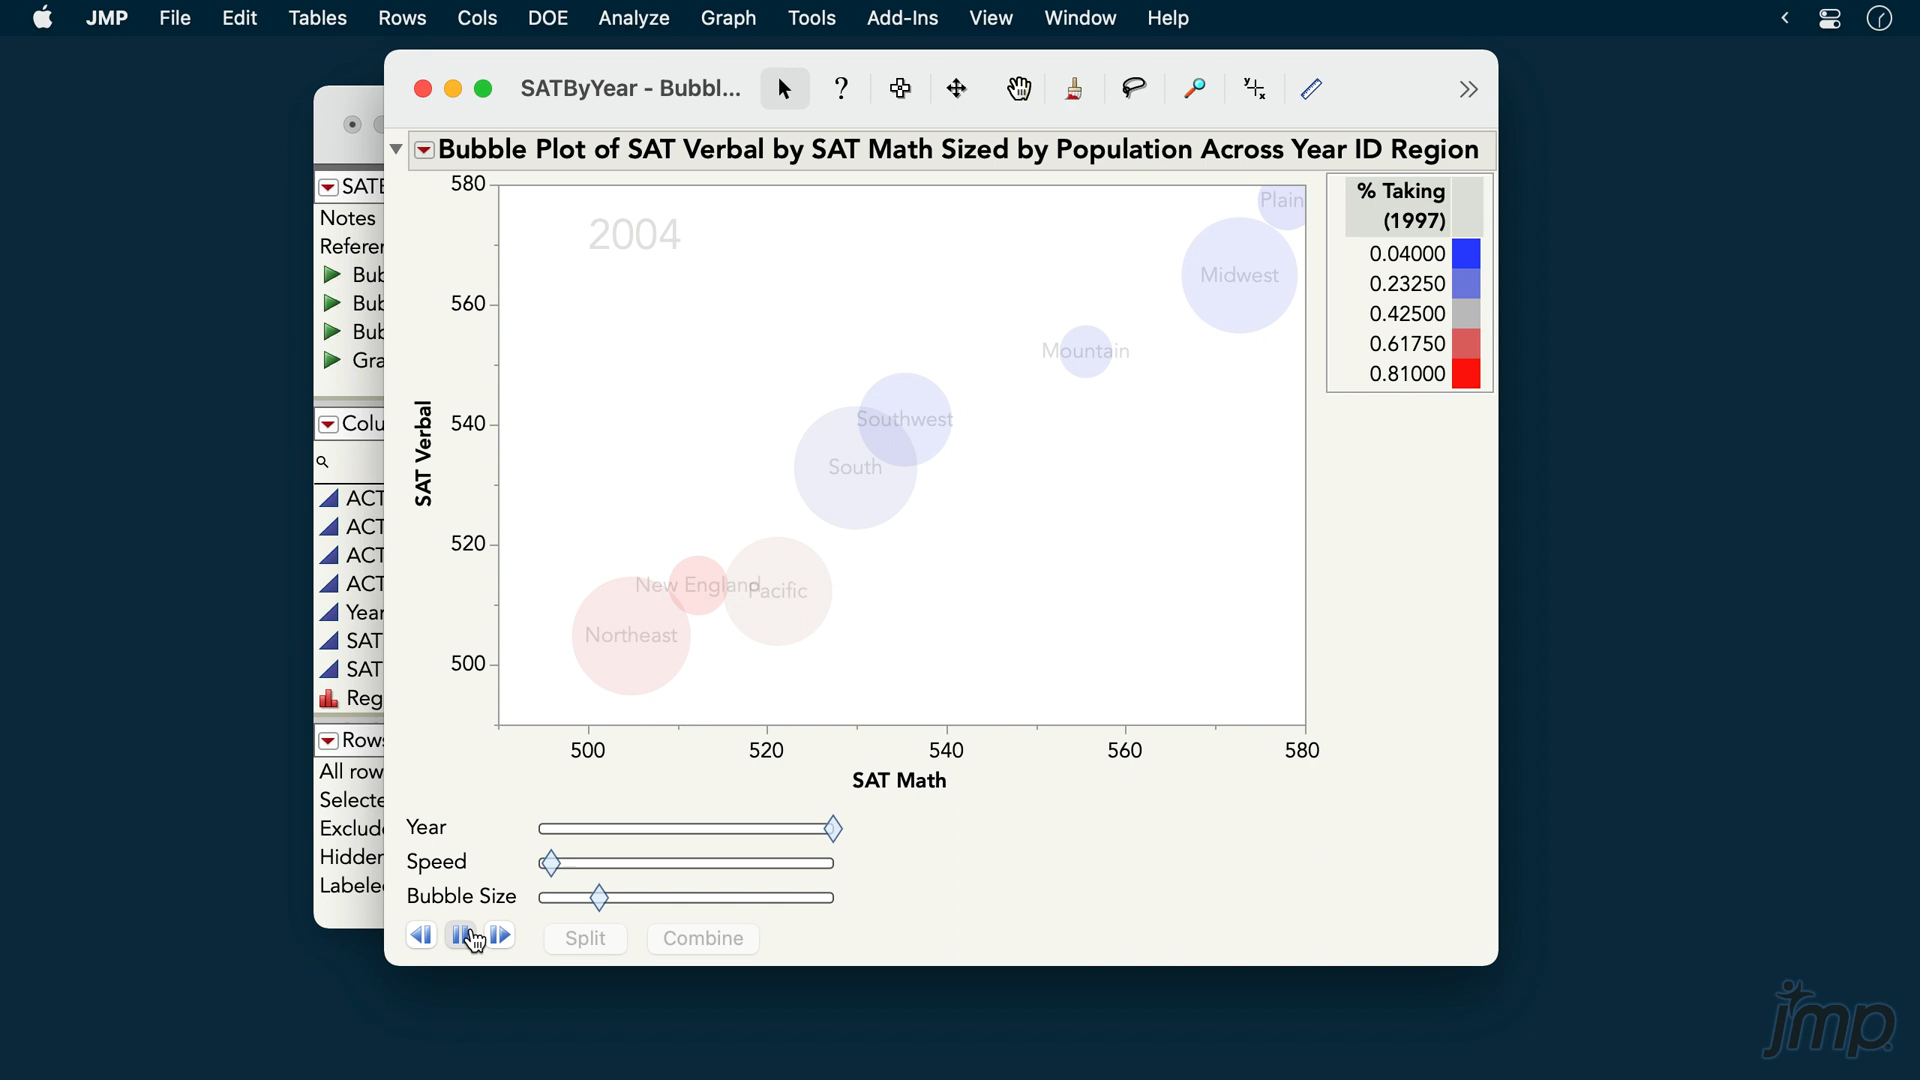 JMP File Edit Tables Rows Cols DOE Analyze Graph Tools Add-Ins View Window Help
SATByYear - Bubbl...
Bubble Plot of SAT Verbal by SAT Math Sized by Population Across Year ID Region
SATE
Notes
Referer
Bub
Bub
Bub
Gra
Colu
ACT
ACT
ACT
ACT
Year
SAT
SAT
Reg
Rows
All row
Selecte
Exclude
Hidden
Labeled
580
560
540
520
500
SAT Verbal
2004
Plain
Midwest
Mountain
Southwest
South
New England
Pacific
Northeast
500 520 540 560 580
SAT Math
% Taking
(1997)
0.04000
0.23250
0.42500
0.61750
0.81000
Year
Speed
Bubble Size
Split Combine
jmp